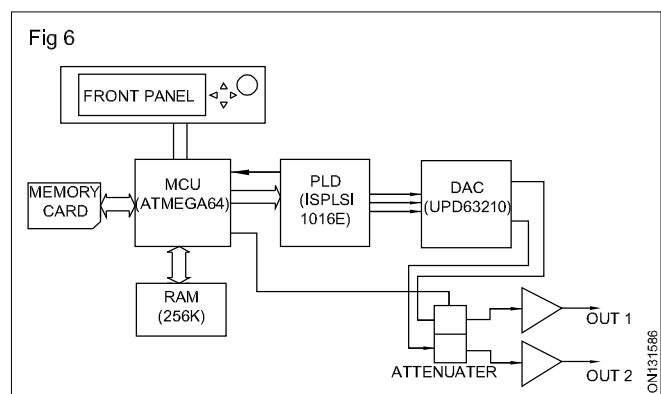 Fig 6
FRONT PANEL
MEMORY
CARD
MCU
(ATMEGA64)
PLD
(ISPLSI
1016E)
DAC
(UPD63210)
RAM
(256K)
ATTENUATER
OUT 1
OUT 2
ON131586